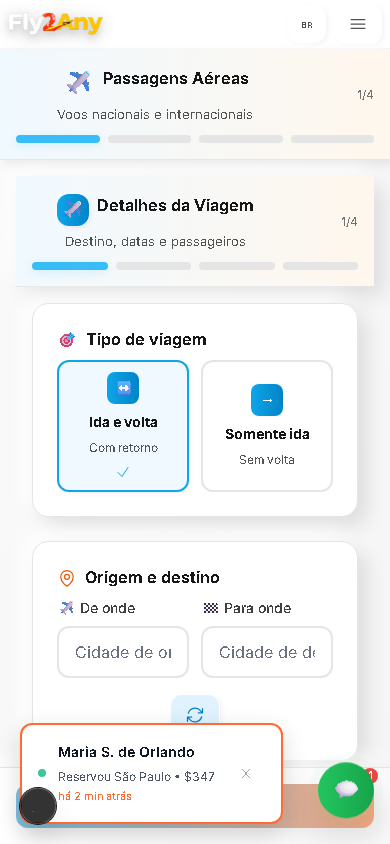 Fly2Any
BR
Passagens Aéreas
Voos nacionais e internacionais
1/4
Detalhes da Viagem
Destino, datas e passageiros
1/4
Tipo de viagem
Ida e volta
Com retorno
Somente ida
Sem volta
Origem e destino
De onde
Para onde
Cidade de
Cidade de
Maria S. de Orlando
Reservou São Paulo • $347
há 2 min atrás
1